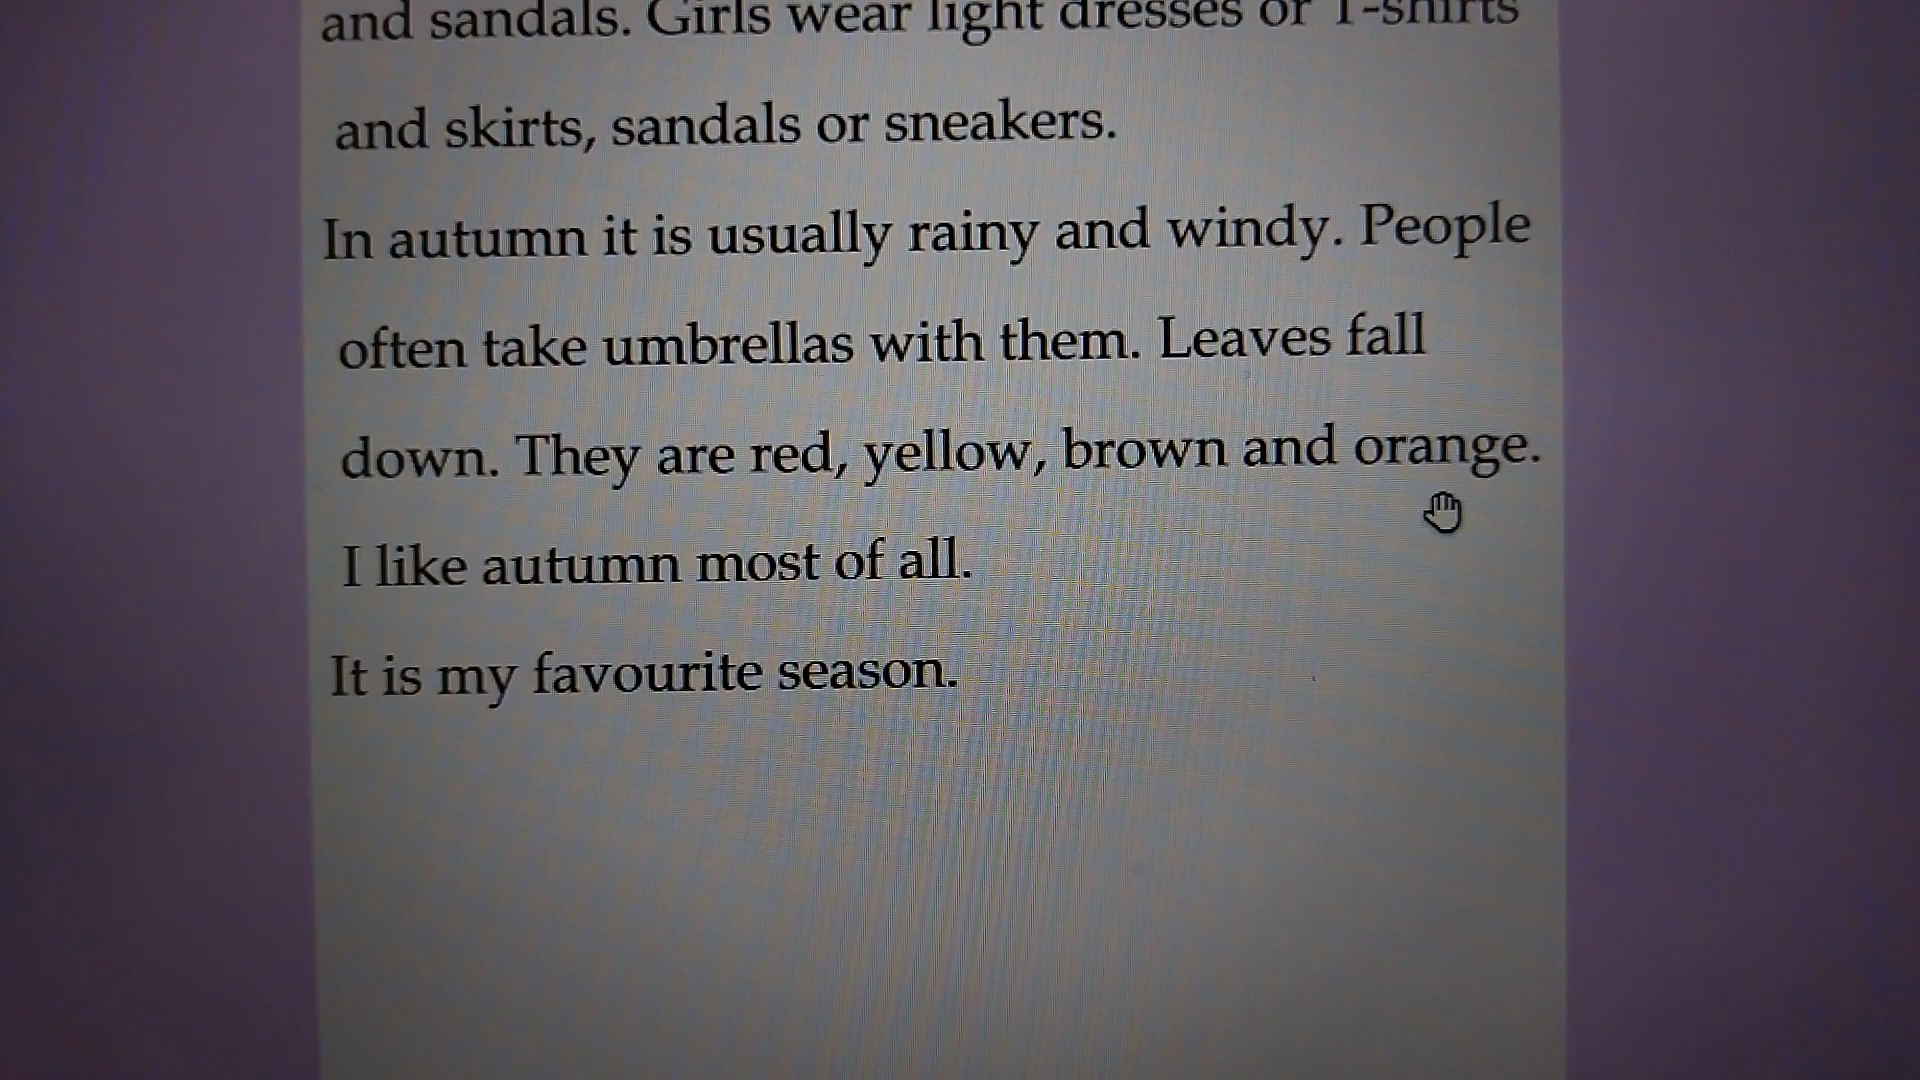 and sandals. Girls wear light dresses or T-shirts
and skirts, sandals or sneakers.
In autumn it is usually rainy and windy. People
often take umbrellas with them. Leaves fall
down. They are red, yellow, brown and orange.
I like autumn most of all.
It is my favourite season.